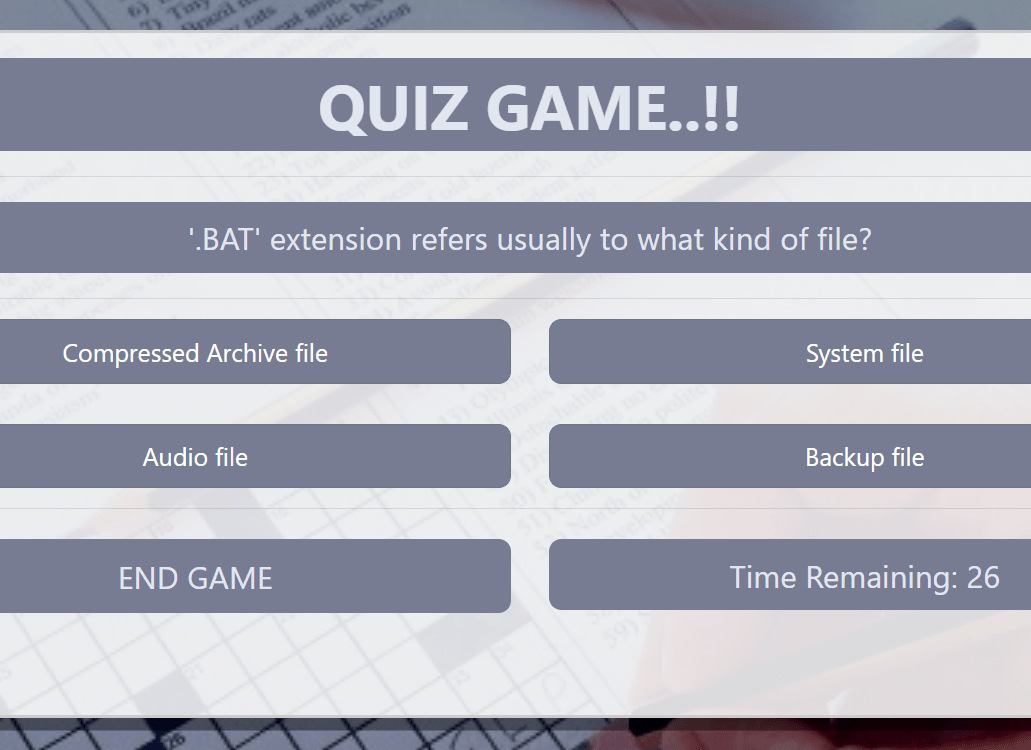 QUIZ GAME..!!
'.BAT' extension refers usually to what kind of file?
Compressed Archive file
System file
Audio file
Backup file
END GAME
Time Remaining: 26